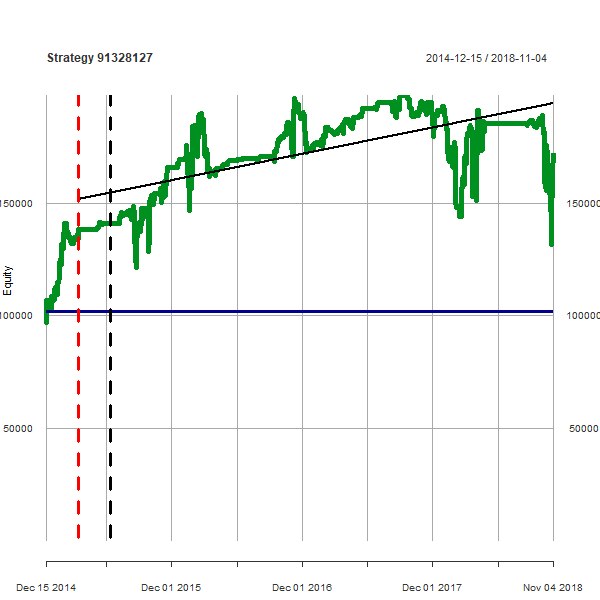 Strategy 91328127
2014-12-15 / 2018-11-04
Equity
150000
150000
100000
100000
50000
50000
Dec 15 2014
Dec 01 2015
Dec 01 2016
Dec 01 2017
Nov 04 2018